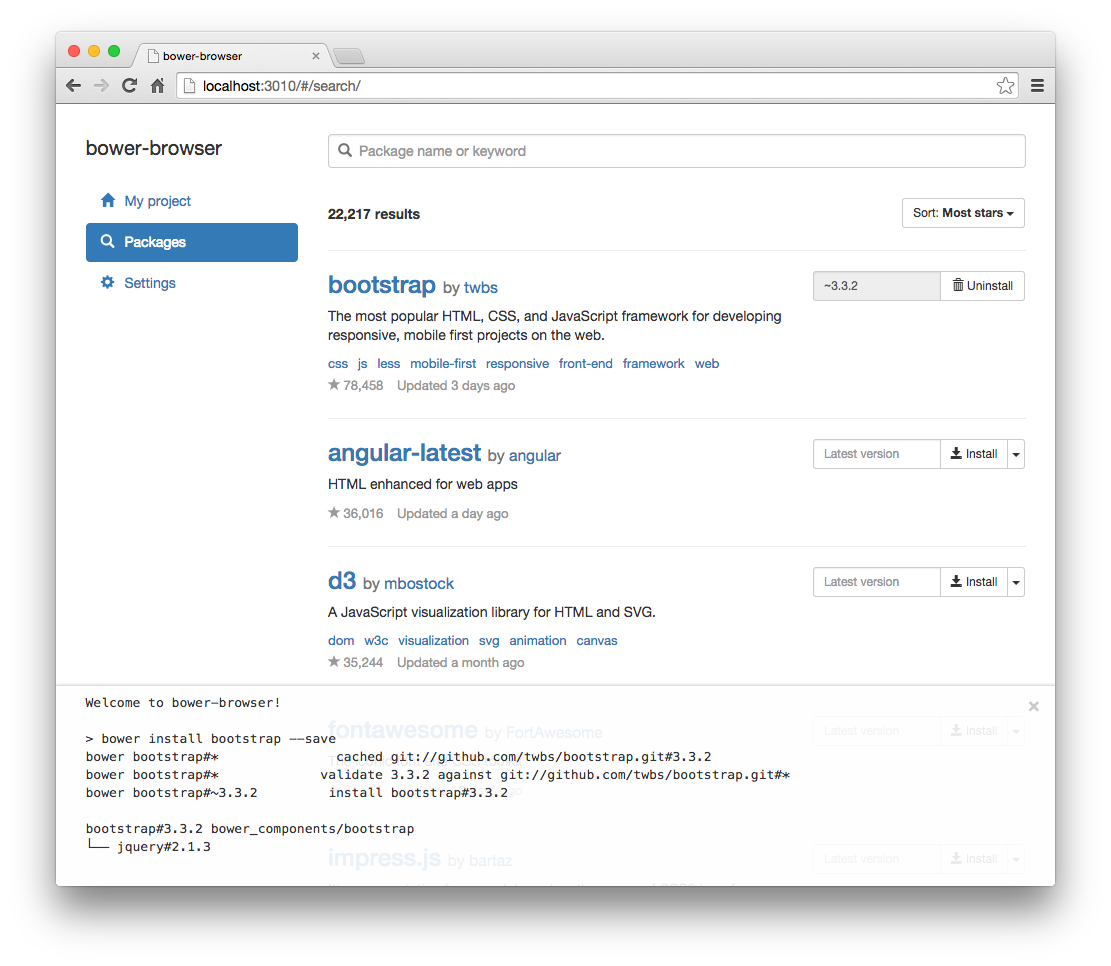 bower-browser
localhost:3010/#/search/
bower-browser
My project
Packages
Settings
Package name or keyword
22,217 results
Sort: Most stars
bootstrap by twbs
~3.3.2
Uninstall
The most popular HTML, CSS, and JavaScript framework for developing
responsive, mobile first projects on the web.
css js less mobile-first responsive front-end framework web
78,458 Updated 3 days ago
angular-latest by angular
Latest version
Install
HTML enhanced for web apps
36,016 Updated a day ago
d3 by mbostock
Latest version
Install
A JavaScript visualization library for HTML and SVG.
dom w3c visualization svg animation canvas
35,244 Updated a month ago
Welcome to bower-browser!
fontawesome by FortAwesome
Latest version
Install
> bower install bootstrap --save
bower bootstrap#* cached git://github.com/twbs/bootstrap.git#3.3.2
bower bootstrap#* validate 3.3.2 against git://github.com/twbs/bootstrap.git#*
bower bootstrap#~3.3.2 install bootstrap#3.3.2
bootstrap#3.3.2 bower_components/bootstrap
└── jquery#2.1.3
impress.js by bartaz
Latest version
Install